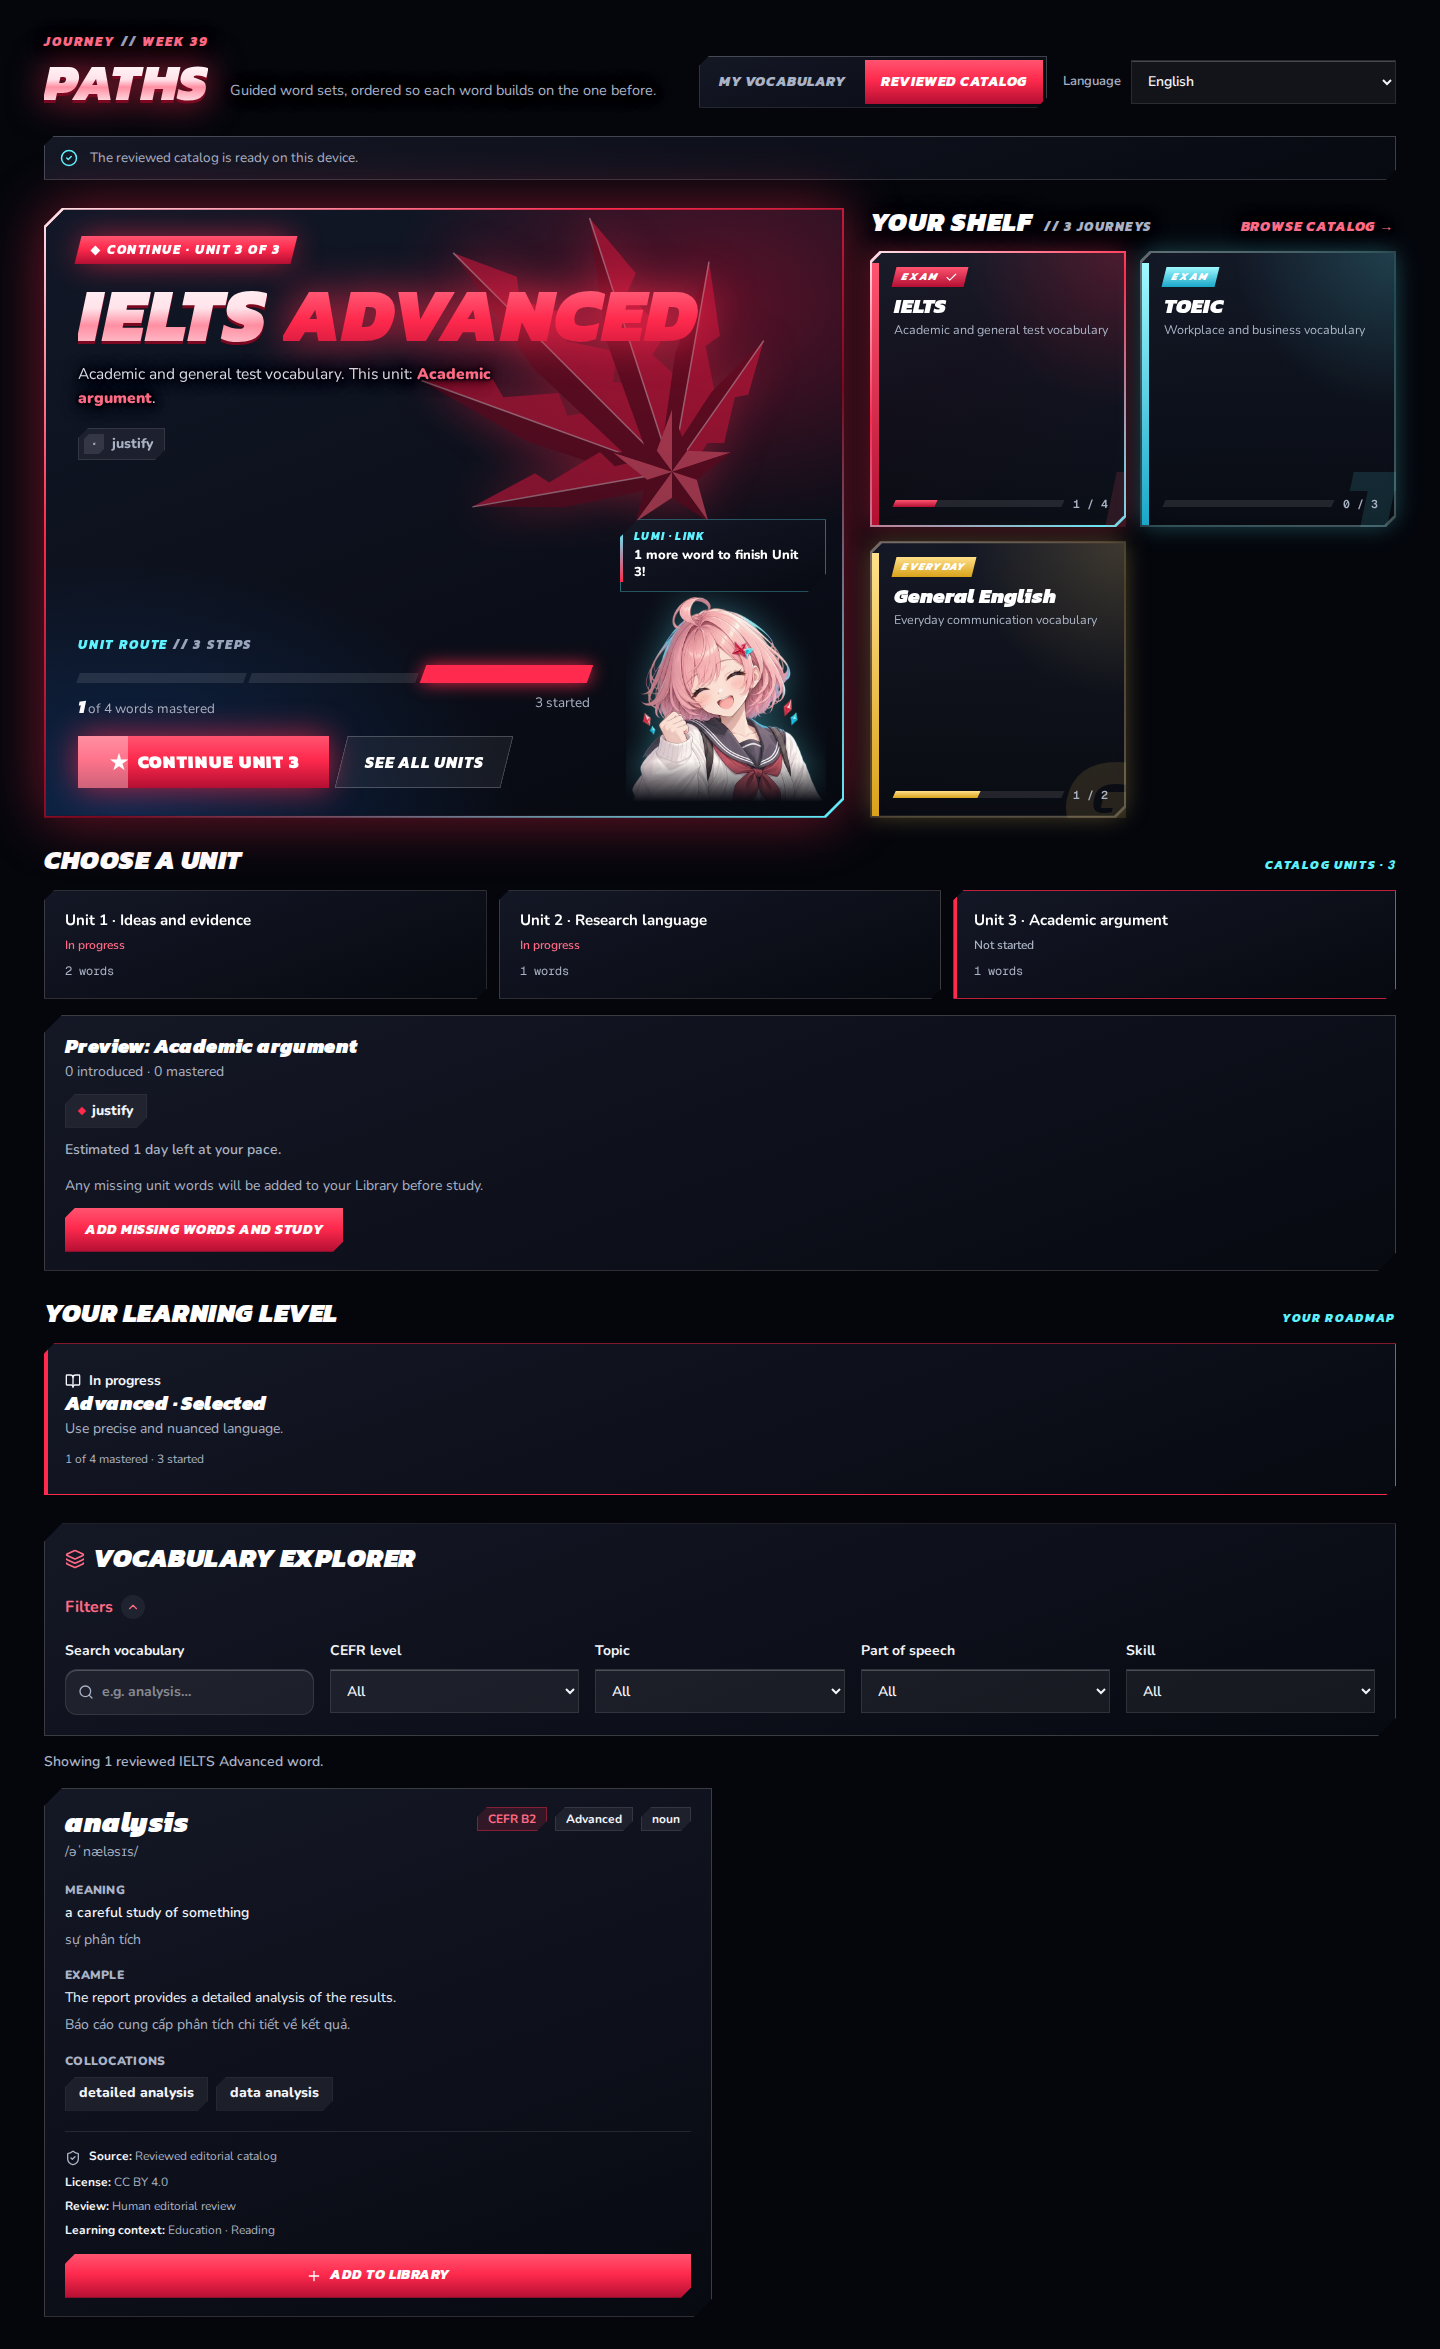 JOURNEY // WEEK 39
PATHS
Guided word sets, ordered so each word builds on the one before.
MY VOCABULARY
REVIEWED CATALOG
Language
English
The reviewed catalog is ready on this device.
◆ CONTINUE · UNIT 3 OF 3
IELTS ADVANCED
Academic and general test vocabulary. This unit: Academic
argument.
· justify
LUMI · LINK
1 more word to finish Unit
3!
UNIT ROUTE // 3 STEPS
1 of 4 words mastered
3 started
★ CONTINUE UNIT 3
SEE ALL UNITS
YOUR SHELF // 3 JOURNEYS
BROWSE CATALOG →
EXAM ✓
IELTS
Academic and general test vocabulary
1 / 4
EXAM
TOEIC
Workplace and business vocabulary
0 / 3
EVERYDAY
General English
Everyday communication vocabulary
1 / 2
CHOOSE A UNIT
CATALOG UNITS · 3
Unit 1 · Ideas and evidence
In progress
2 words
Unit 2 · Research language
In progress
1 words
Unit 3 · Academic argument
Not started
1 words
Preview: Academic argument
0 introduced · 0 mastered
◆ justify
Estimated 1 day left at your pace.
Any missing unit words will be added to your Library before study.
ADD MISSING WORDS AND STUDY
YOUR LEARNING LEVEL
YOUR ROADMAP
In progress
Advanced · Selected
Use precise and nuanced language.
1 of 4 mastered · 3 started
VOCABULARY EXPLORER
Filters
Search vocabulary
e.g. analysis...
CEFR level
All
Topic
All
Part of speech
All
Skill
All
Showing 1 reviewed IELTS Advanced word.
analysis
CEFR B2
Advanced
noun
/əˈnæləsɪs/
MEANING
a careful study of something
sự phân tích
EXAMPLE
The report provides a detailed analysis of the results.
Báo cáo cung cấp phân tích chi tiết về kết quả.
COLLOCATIONS
detailed analysis
data analysis
Source: Reviewed editorial catalog
License: CC BY 4.0
Review: Human editorial review
Learning context: Education · Reading
+ ADD TO LIBRARY